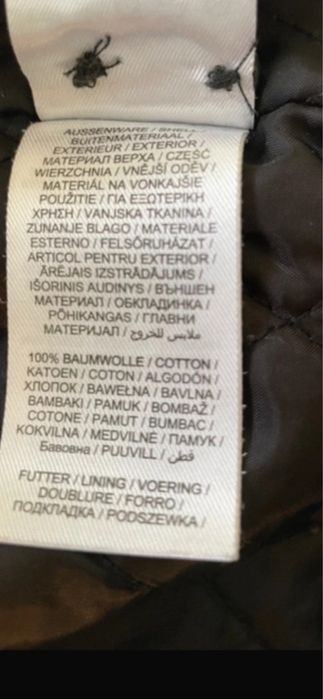 AUSSENWARE / SHELL /
BUITENMATERIAAL /
EXTERIEUR / EXTERIOR /
МАТЕРИАЛ ВЕРХА / CZĘŚĆ
WIERZCHNIA / VNĚJŠÍ ODĚV /
MATERIÁL NA VONKAJŠIE
POUŽITIE / ΓΙΑ ΕΞΩΤΕΡΙΚΗ
ΧΡΗΣΗ / VANJSKA TKANINA /
ZUNANJE BLAGO / MATERIALE
ESTERNO / FELSŐRUHÁZAT /
ARTICOL PENTRU EXTERIOR /
ĀRĒJAIS IZSTRĀDĀJUMS /
IŠORINIS AUDINYS / ВЪНШЕН
МАТЕРИАЛ / ОБКЛАДИНКА /
PÕHIKANGAS / ГЛАВНИ
МАТЕРИЈАЛ / ملابس للخروج
100% BAUMWOLLE / COTTON /
KATOEN / COTON / ALGODÓN /
ХЛОПОК / BAWEŁNA / BAVLNA /
BAMBAKI / PAMUK / BOMBAŽ /
COTONE / PAMUT / BUMBAC /
KOKVILNA / MEDVILNĖ / ПАМУК /
Бавовна / PUUVILL / قطن
FUTTER / LINING / VOERING /
DOUBLURE / FORRO /
ПОДКЛАДКА / PODSZEWKA /